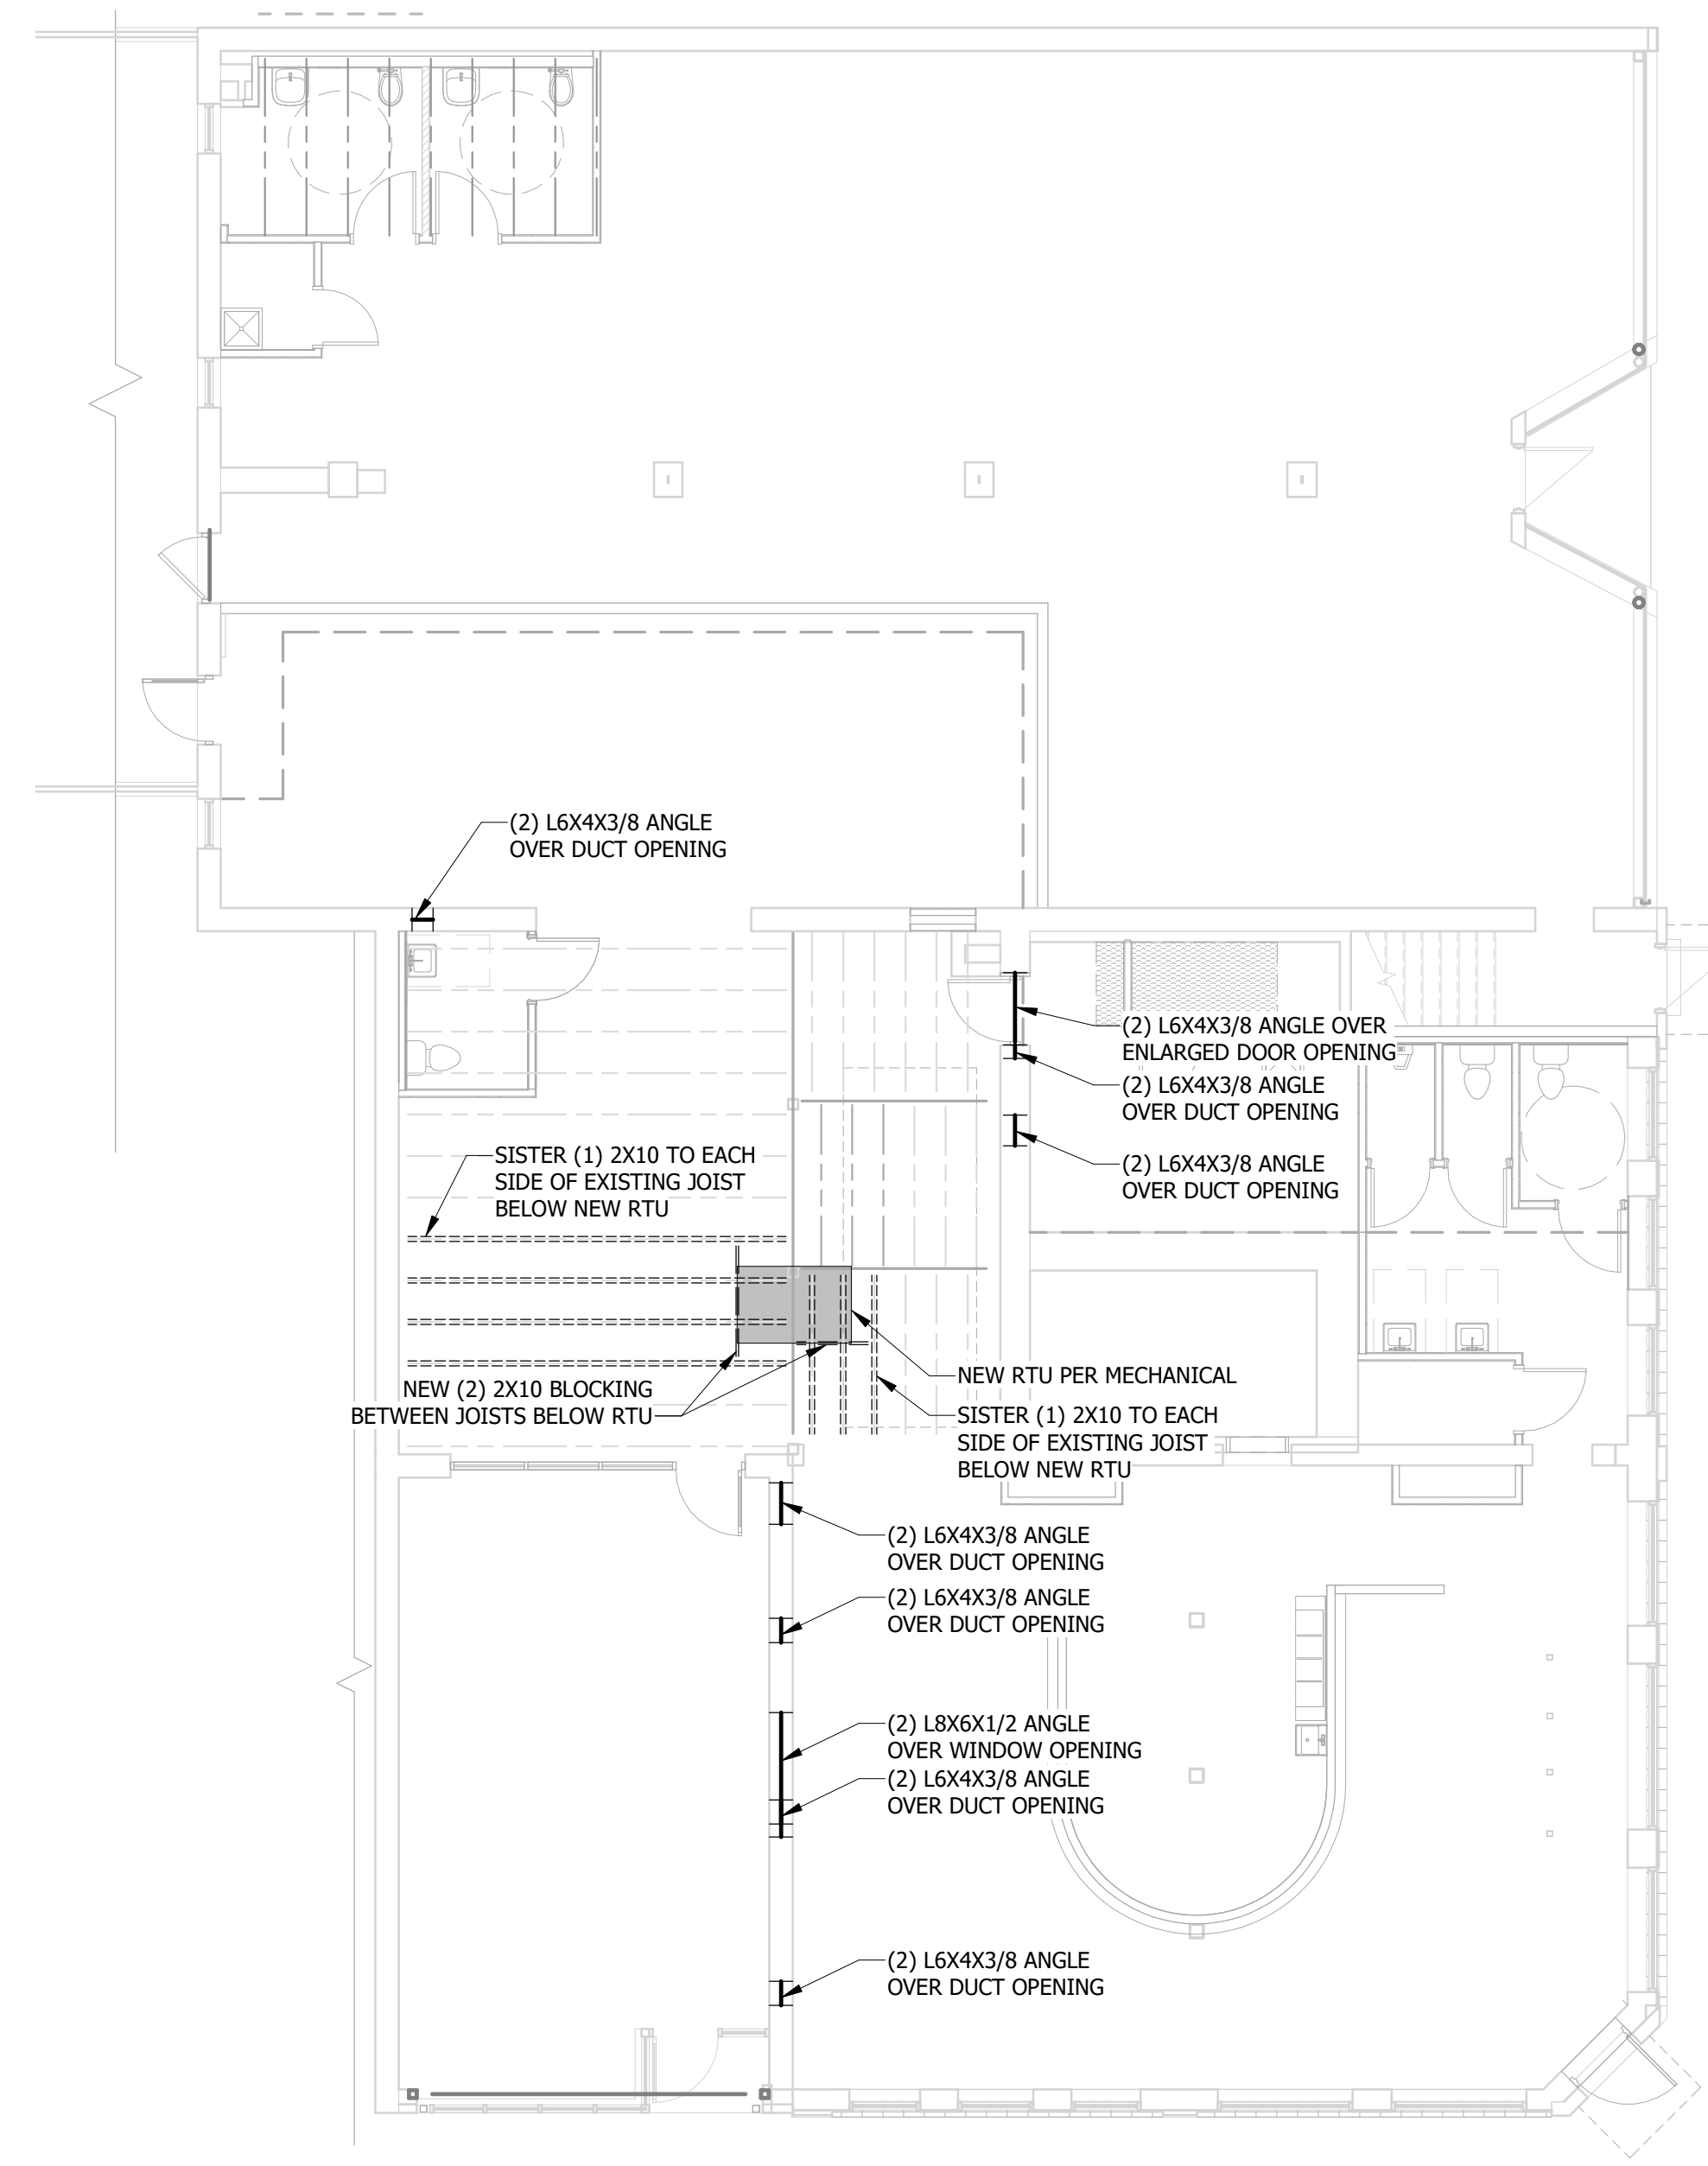 (2) L6X4X3/8 ANGLE
OVER DUCT OPENING
(2) L6X4X3/8 ANGLE OVER
ENLARGED DOOR OPENING
(2) L6X4X3/8 ANGLE
OVER DUCT OPENING
(2) L6X4X3/8 ANGLE
OVER DUCT OPENING
SISTER (1) 2X10 TO EACH
SIDE OF EXISTING JOIST
BELOW NEW RTU
NEW (2) 2X10 BLOCKING
BETWEEN JOISTS BELOW RTU
NEW RTU PER MECHANICAL
SISTER (1) 2X10 TO EACH
SIDE OF EXISTING JOIST
BELOW NEW RTU
(2) L6X4X3/8 ANGLE
OVER DUCT OPENING
(2) L6X4X3/8 ANGLE
OVER DUCT OPENING
(2) L8X6X1/2 ANGLE
OVER WINDOW OPENING
(2) L6X4X3/8 ANGLE
OVER DUCT OPENING
(2) L6X4X3/8 ANGLE
OVER DUCT OPENING